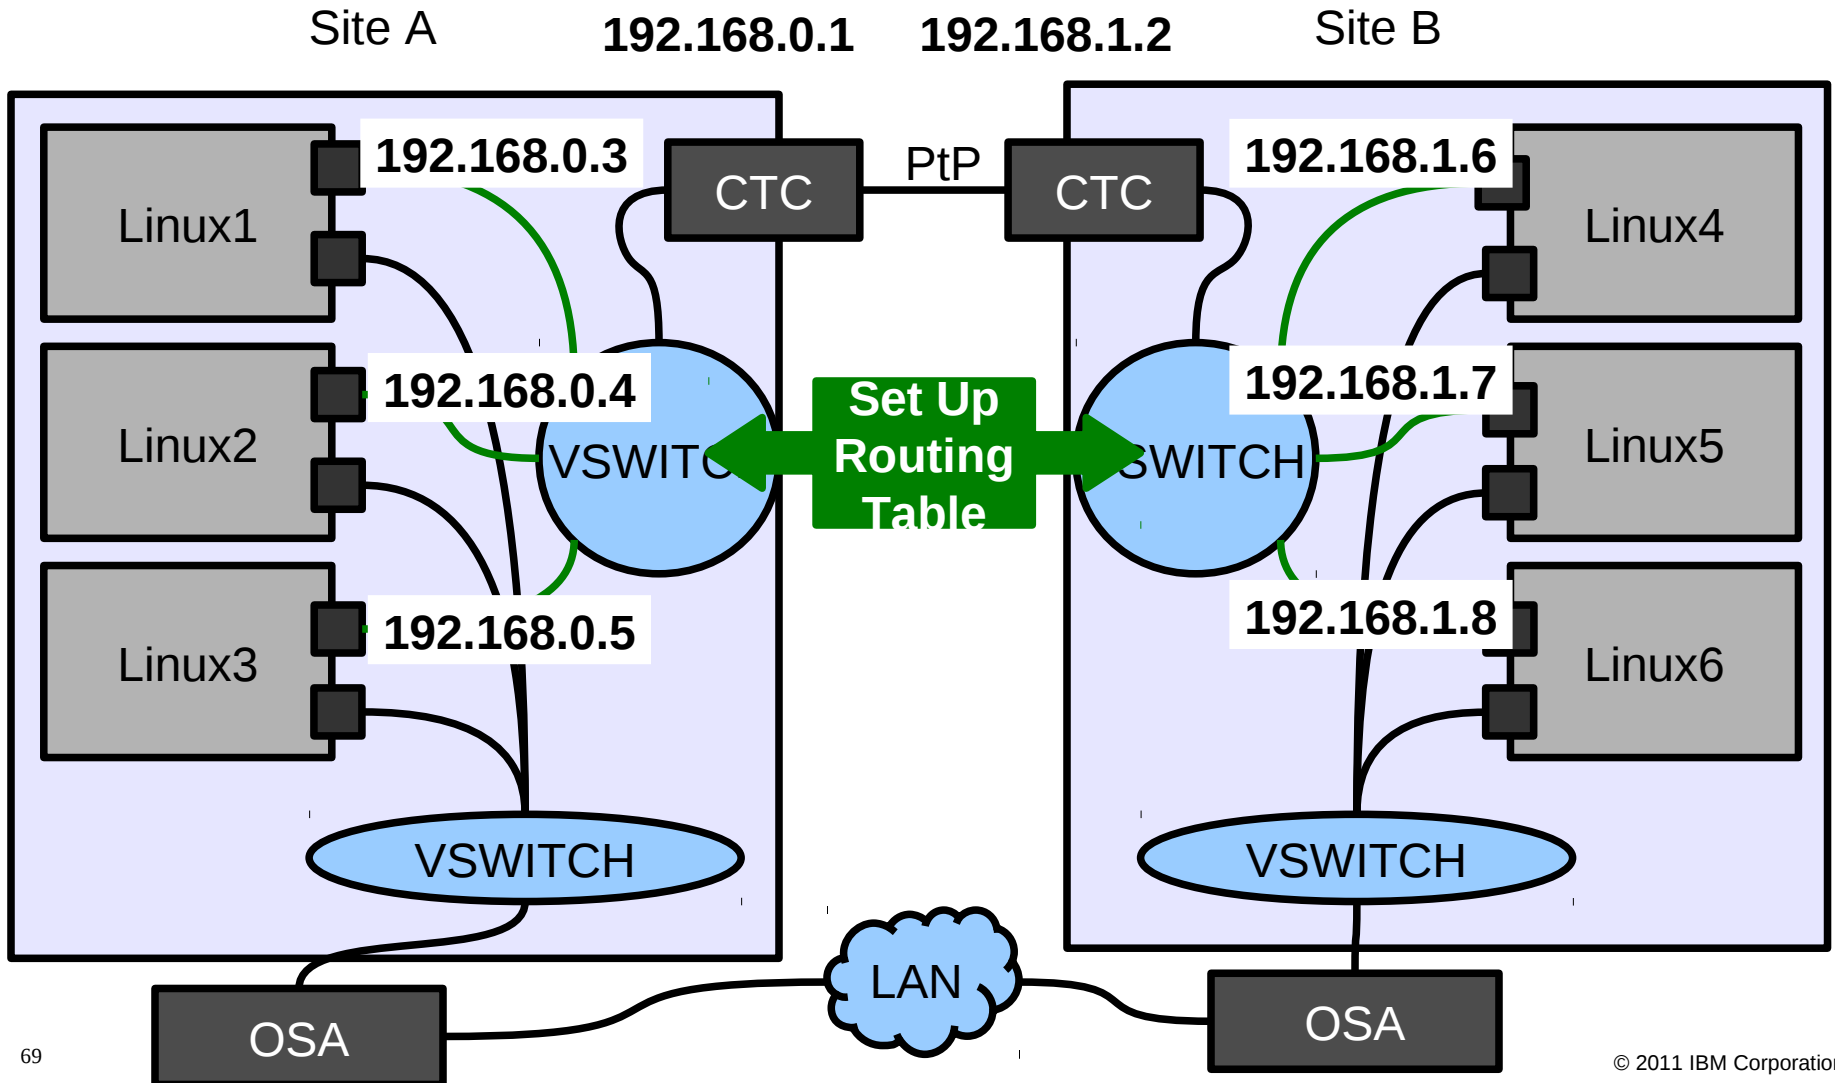 Site A
192.168.0.1
192.168.1.2
Site B
192.168.0.3
CTC
PtP
CTC
192.168.1.6
Linux1
Linux4
192.168.0.4
192.168.1.7
Set Up
Routing
Table
Linux2
VSWITC
SWITCH
Linux5
192.168.0.5
192.168.1.8
Linux3
Linux6
VSWITCH
VSWITCH
LAN
OSA
OSA
69
© 2011 IBM Corporation